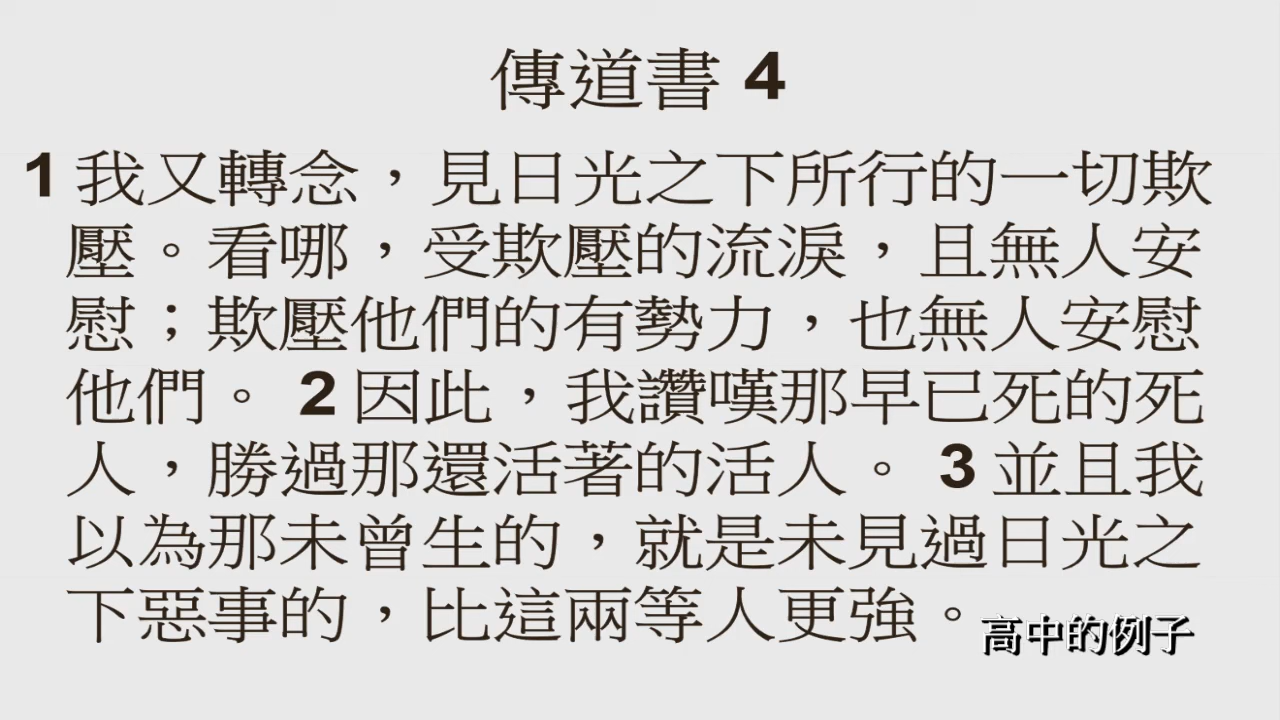 傳道書 4
1 我又轉念，見日光之下所行的一切欺
壓。看哪，受欺壓的流淚，且無人安
慰；欺壓他們的有勢力，也無人安慰
他們。 2 因此，我讚嘆那早已死的死
人，勝過那還活著的活人。 3 並且我
以為那未曾生的，就是未見過日光之
下惡事的，比這兩等人更強。
高中的例子